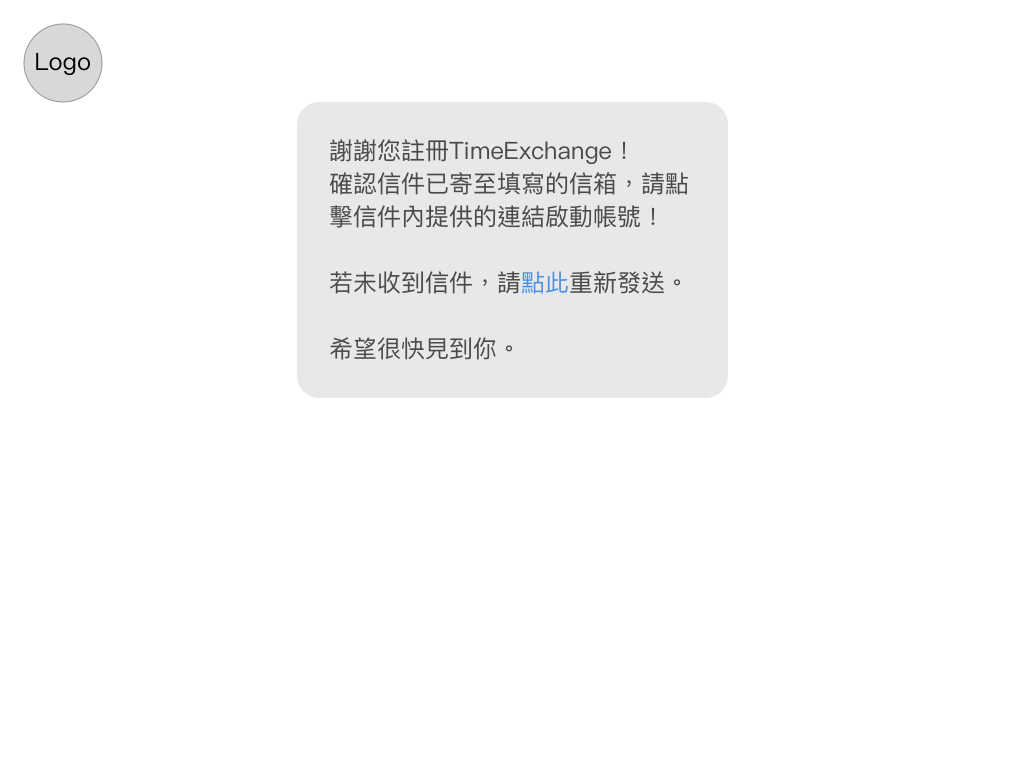 Logo
謝謝您註冊TimeExchange！
確認信件已寄至填寫的信箱，請點
擊信件內提供的連結啟動帳號！
若未收到信件，請點此重新發送。
希望很快見到你。